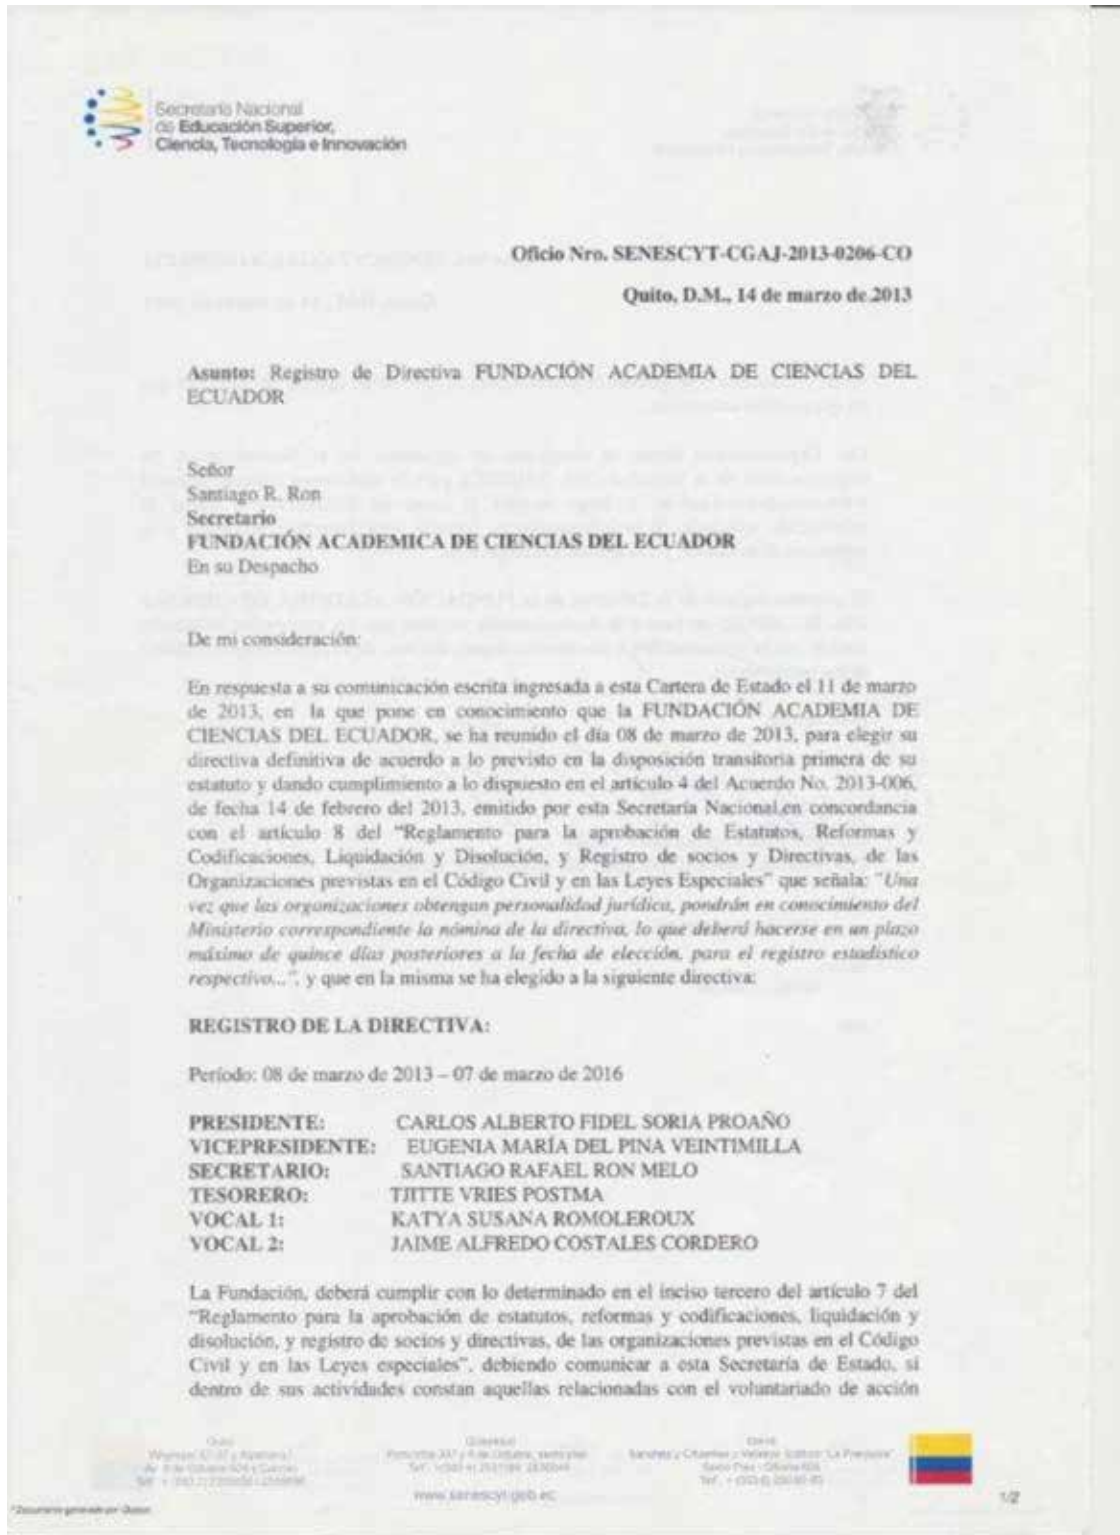 Secretaría Nacional
de Educación Superior,
Ciencia, Tecnología e Innovación
Oficio Nro. SENESCYT-CGAJ-2013-0206-CO
Quito, D.M., 14 de marzo de 2013
Asunto: Registro de Directiva FUNDACIÓN ACADEMIA DE CIENCIAS DEL
ECUADOR
Señor
Santiago R. Ron
Secretario
FUNDACIÓN ACADEMICA DE CIENCIAS DEL ECUADOR
En su Despacho
De mi consideración:
En respuesta a su comunicación escrita ingresada a esta Cartera de Estado el 11 de marzo
de 2013, en la que pone en conocimiento que la FUNDACIÓN ACADEMIA DE
CIENCIAS DEL ECUADOR, se ha reunido el día 08 de marzo de 2013, para elegir su
directiva definitiva de acuerdo a lo previsto en la disposición transitoria primera de su
estatuto y dando cumplimiento a lo dispuesto en el artículo 4 del Acuerdo No. 2013-006,
de fecha 14 de febrero del 2013, emitido por esta Secretaría Nacional,en concordancia
con el artículo 8 del "Reglamento para la aprobación de Estatutos, Reformas y
Codificaciones, Liquidación y Disolución, y Registro de socios y Directivas, de las
Organizaciones previstas en el Código Civil y en las Leyes Especiales" que señala: "Una
vez que las organizaciones obtengan personalidad jurídica, pondrán en conocimiento del
Ministerio correspondiente la nómina de la directiva, lo que deberá hacerse en un plazo
máximo de quince días posteriores a la fecha de elección, para el registro estadístico
respectivo...", y que en la misma se ha elegido a la siguiente directiva:
REGISTRO DE LA DIRECTIVA:
Período: 08 de marzo de 2013 – 07 de marzo de 2016
PRESIDENTE: CARLOS ALBERTO FIDEL SORIA PROAÑO
VICEPRESIDENTE: EUGENIA MARÍA DEL PINA VEINTIMILLA
SECRETARIO: SANTIAGO RAFAEL RON MELO
TESORERO: TJITTE VRIES POSTMA
VOCAL 1: KATYA SUSANA ROMOLEROUX
VOCAL 2: JAIME ALFREDO COSTALES CORDERO
La Fundación, deberá cumplir con lo determinado en el inciso tercero del artículo 7 del
"Reglamento para la aprobación de estatutos, reformas y codificaciones, liquidación y
disolución, y registro de socios y directivas, de las organizaciones previstas en el Código
Civil y en las Leyes especiales", debiendo comunicar a esta Secretaría de Estado, si
dentro de sus actividades constan aquellas relacionadas con el voluntariado de acción
www.senescyt.gob.ec
1/2
* Documento generado por Quipux